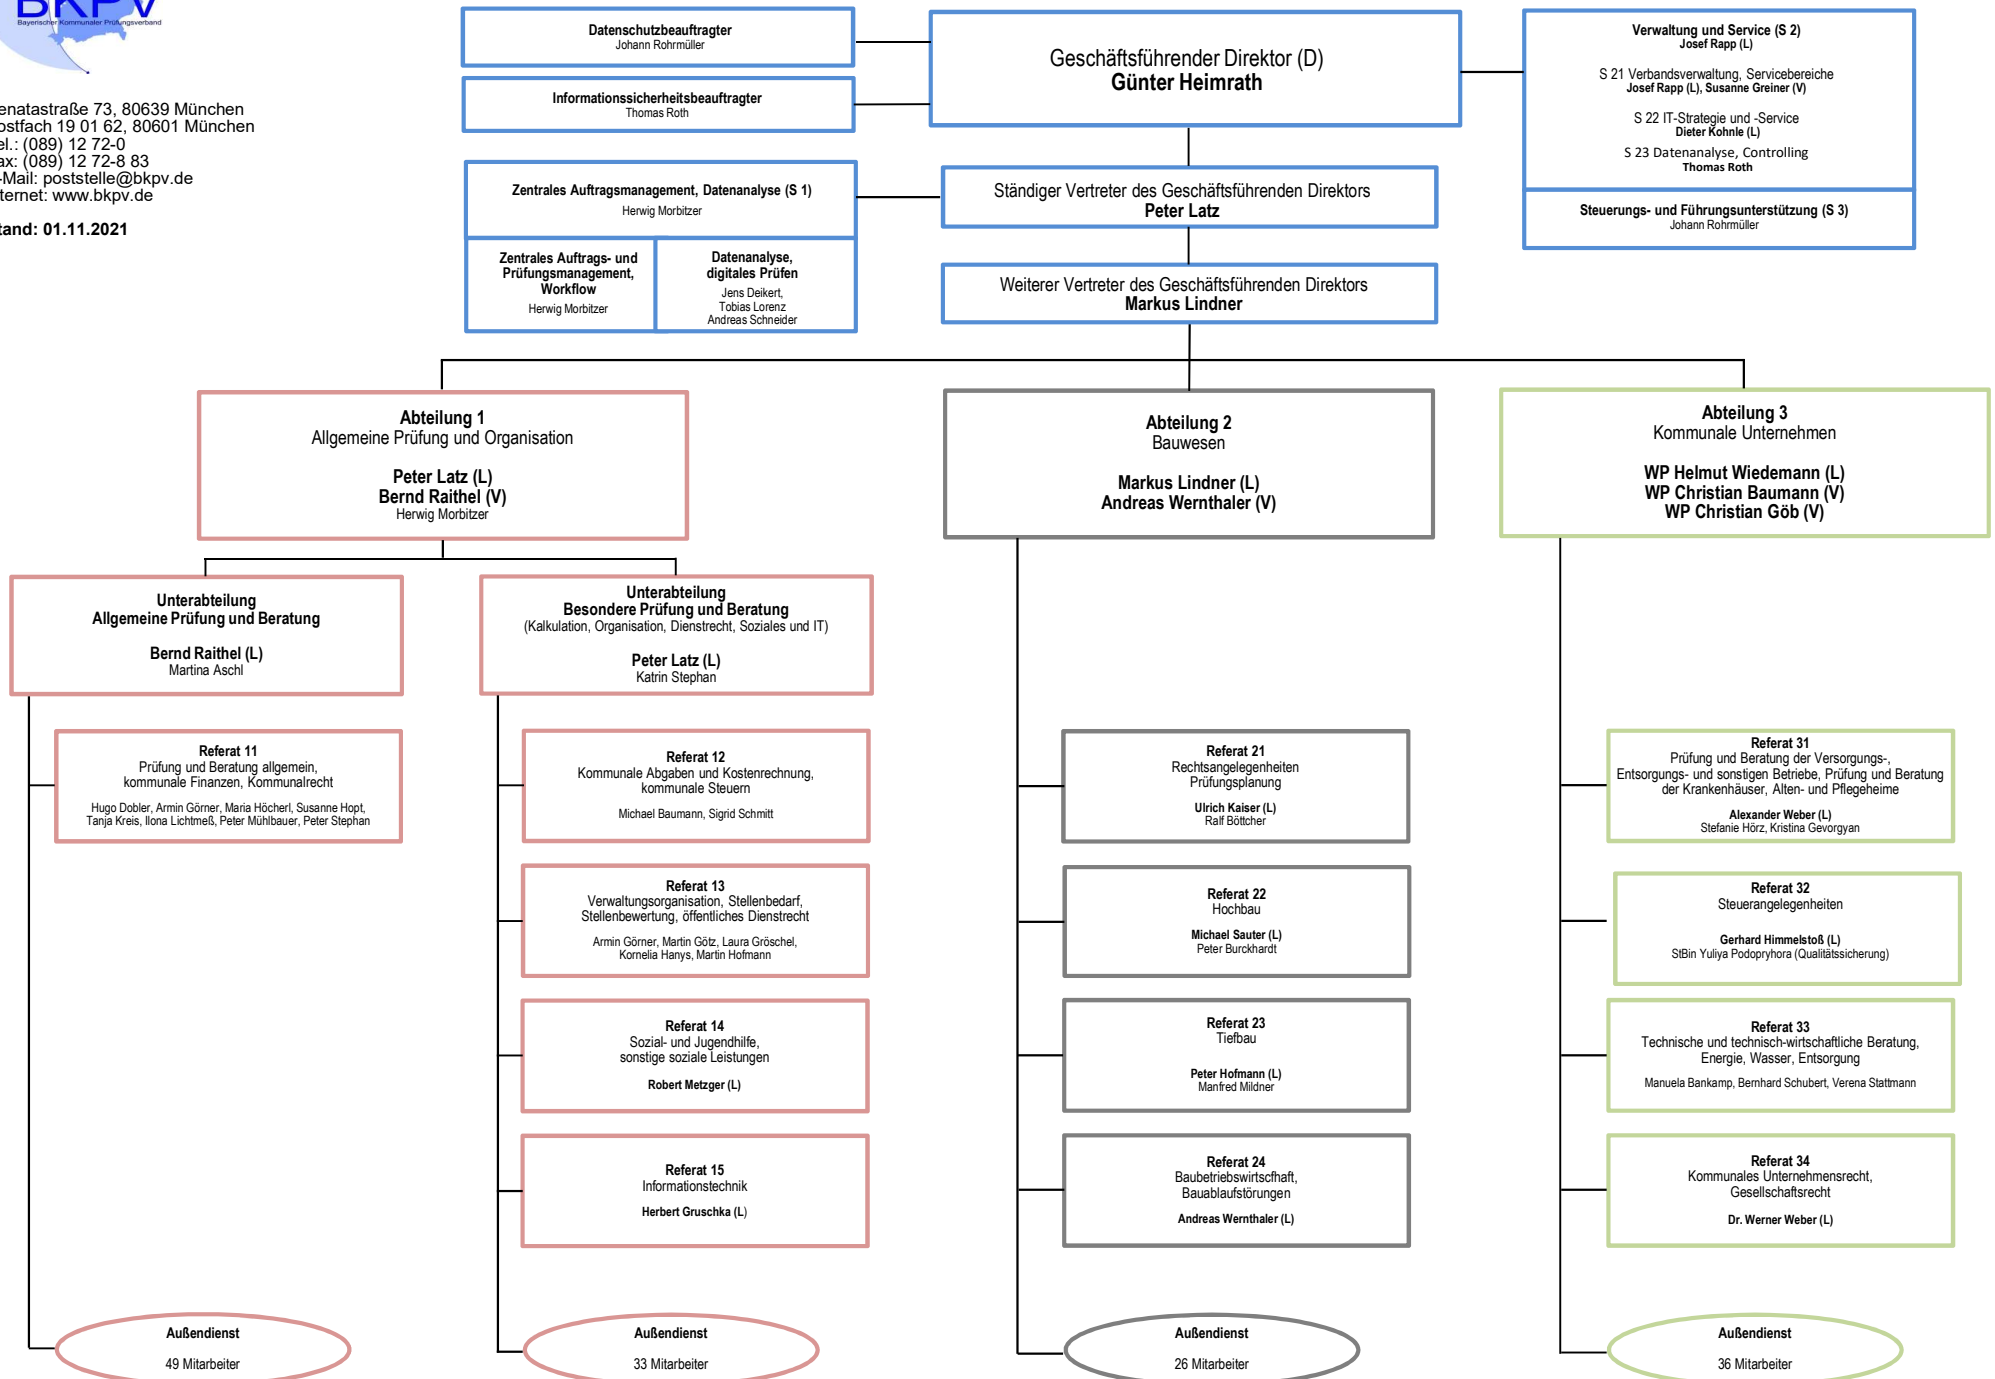 BKPV
Bayerischer Kommunaler Prüfungsverband
enatastraße 73, 80639 München
ostfach 19 01 62, 80601 München
el.: (089) 12 72-0
ax: (089) 12 72-8 83
-Mail: poststelle@bkpv.de
ternet: www.bkpv.de
tand: 01.11.2021
Datenschutzbeauftragter
Johann Rohrmüller
Informationssicherheitsbeauftragter
Thomas Roth
Geschäftsführender Direktor (D)
Günter Heimrath
Verwaltung und Service (S 2)
Josef Rapp (L)
S 21 Verbandsverwaltung, Servicebereiche
Josef Rapp (L), Susanne Greiner (V)
S 22 IT-Strategie und -Service
Dieter Kohnle (L)
S 23 Datenanalyse, Controlling
Thomas Roth
Steuerungs- und Führungsunterstützung (S 3)
Johann Rohrmüller
Zentrales Auftragsmanagement, Datenanalyse (S 1)
Herwig Morbitzer
Zentrales Auftrags- und
Prüfungsmanagement,
Workflow
Herwig Morbitzer
Datenanalyse,
digitales Prüfen
Jens Deikert,
Tobias Lorenz
Andreas Schneider
Ständiger Vertreter des Geschäftsführenden Direktors
Peter Latz
Weiterer Vertreter des Geschäftsführenden Direktors
Markus Lindner
Abteilung 1
Allgemeine Prüfung und Organisation
Peter Latz (L)
Bernd Raithel (V)
Herwig Morbitzer
Abteilung 2
Bauwesen
Markus Lindner (L)
Andreas Wernthaler (V)
Abteilung 3
Kommunale Unternehmen
WP Helmut Wiedemann (L)
WP Christian Baumann (V)
WP Christian Göb (V)
Unterabteilung
Allgemeine Prüfung und Beratung
Bernd Raithel (L)
Martina Aschl
Unterabteilung
Besondere Prüfung und Beratung
(Kalkulation, Organisation, Dienstrecht, Soziales und IT)
Peter Latz (L)
Katrin Stephan
Referat 11
Prüfung und Beratung allgemein,
kommunale Finanzen, Kommunalrecht
Hugo Dobler, Armin Görner, Maria Höcherl, Susanne Hopt,
Tanja Kreis, Ilona Lichtmeß, Peter Mühlbauer, Peter Stephan
Referat 12
Kommunale Abgaben und Kostenrechnung,
kommunale Steuern
Michael Baumann, Sigrid Schmitt
Referat 13
Verwaltungsorganisation, Stellenbedarf,
Stellenbewertung, öffentliches Dienstrecht
Armin Görner, Martin Götz, Laura Gröschel,
Kornelia Hanys, Martin Hofmann
Referat 14
Sozial- und Jugendhilfe,
sonstige soziale Leistungen
Robert Metzger (L)
Referat 15
Informationstechnik
Herbert Gruschka (L)
Referat 21
Rechtsangelegenheiten
Prüfungsplanung
Ulrich Kaiser (L)
Ralf Böttcher
Referat 22
Hochbau
Michael Sauter (L)
Peter Burckhardt
Referat 23
Tiefbau
Peter Hofmann (L)
Manfred Mildner
Referat 24
Baubetriebswirtscfhaft,
Bauablaufstörungen
Andreas Wernthaler (L)
Referat 31
Prüfung und Beratung der Versorgungs-,
Entsorgungs- und sonstigen Betriebe, Prüfung und Beratung
der Krankenhäuser, Alten- und Pflegeheime
Alexander Weber (L)
Stefanie Hörz, Kristina Gevorgyan
Referat 32
Steuerangelegenheiten
Gerhard Himmelstoß (L)
StBin Yuliya Podopryhora (Qualitätssicherung)
Referat 33
Technische und technisch-wirtschaftliche Beratung,
Energie, Wasser, Entsorgung
Manuela Bankamp, Bernhard Schubert, Verena Stattmann
Referat 34
Kommunales Unternehmensrecht,
Gesellschaftsrecht
Dr. Werner Weber (L)
Außendienst
49 Mitarbeiter
Außendienst
33 Mitarbeiter
Außendienst
26 Mitarbeiter
Außendienst
36 Mitarbeiter